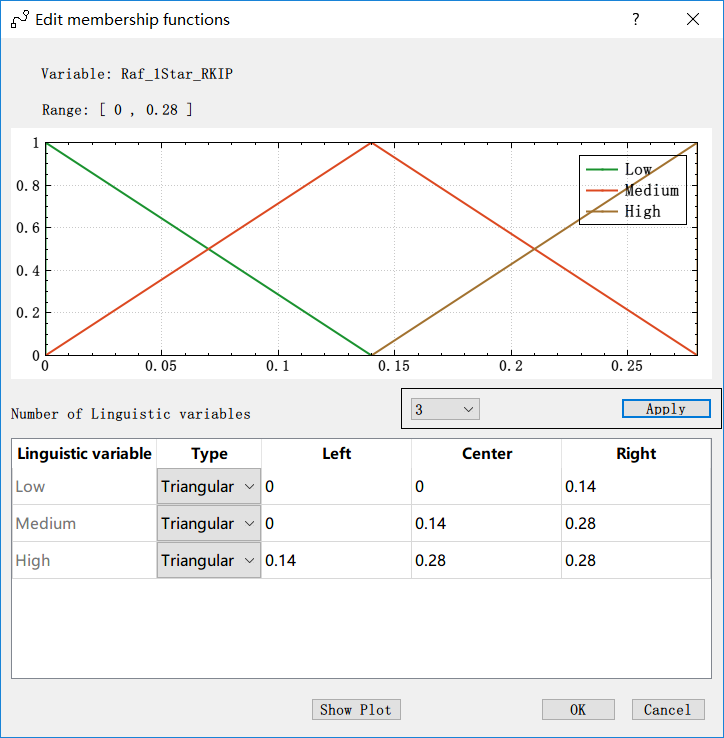 Edit membership functions
?
Variable: Raf_1Star_RKIP
Range: [ 0 , 0.28 ]
1
0.8
0.6
0.4
0.2
0
Low
Medium
High
0 0.05 0.1 0.15 0.2 0.25
Number of Linguistic variables 3 Apply
Linguistic variable Type Left Center Right
Low Triangular 0 0 0.14
Medium Triangular 0 0.14 0.28
High Triangular 0.14 0.28 0.28
Show Plot OK Cancel